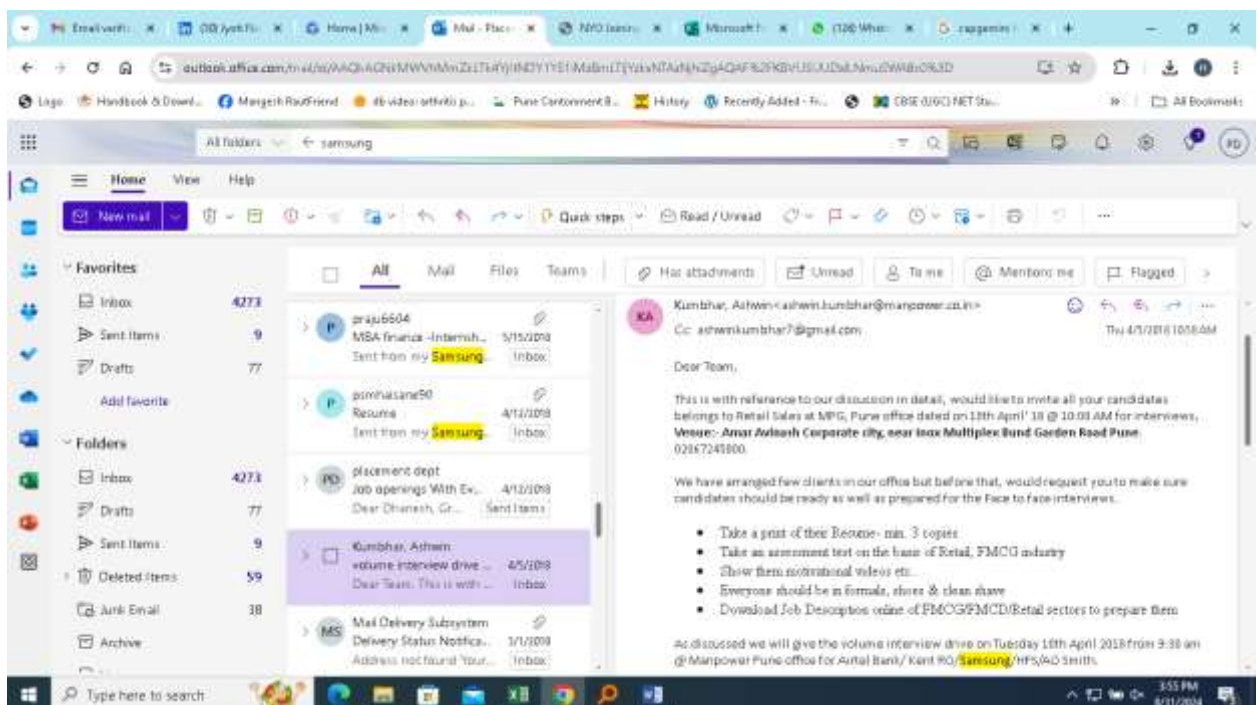 Mail - Place
Home | Mic
All folders
samsung
Home View Help
New mail
Quick steps
Read / Unread
Favorites
Inbox 4273
Sent Items 9
Drafts 77
Add favorite
Folders
Inbox 4273
Drafts 77
Sent Items 9
Deleted Items 59
Junk Email 38
Archive
All Mail Files Teams
Has attachments Unread To me Mentions me Flagged
praju6604
MBA finance -Internsh... 5/15/2018
Sent from my Samsung Inbox
Resume 4/12/2018
Sent from my Samsung Inbox
PD placement dept
Job openings With Ex... 4/12/2018
Dear Dhanesh, Gr... Sent Items
Kumbhar, Ashwin
volume interview drive ... 4/5/2018
Dear Team, This is with ... Inbox
MS Mail Delivery Subsystem
Delivery Status Notifica...
Address not found Your... Inbox
KA
Kumbhar, Ashwin<ashwin.kumbhar@manpower.co.in>
Cc: ashwinkumbhar7@gmail.com
Thu 4/5/2018 10:58 AM
Dear Team,
This is with reference to our discussion in detail, would like to invite all your candidates
belongs to Retail Sales at MPG, Pune office dated on 10th April' 18 @ 10:00 AM for interviews,
Venue:- Amar Avinash Corporate city, near Inox Multiplex Bund Garden Road Pune.
We have arranged few clients in our office but before that, would request you to make sure
candidates should be ready as well as prepared for the Face to face interviews.
• Take a print of their Resume- min. 3 copies
• Take an assessment test on the basis of Retail, FMCG industry
• Show them motivational videos etc.
• Everyone should be in formals, shoes & clean shave
• Download Job Description online of FMCG/FMCD/Retail sectors to prepare them
As discussed we will give the volume interview drive on Tuesday 10th April 2018 from 9:30 am
@ Manpower Pune office for Airtel Bank/ Kent RO/Samsung/HFS/AO Smith.
Type here to search
3:55 PM